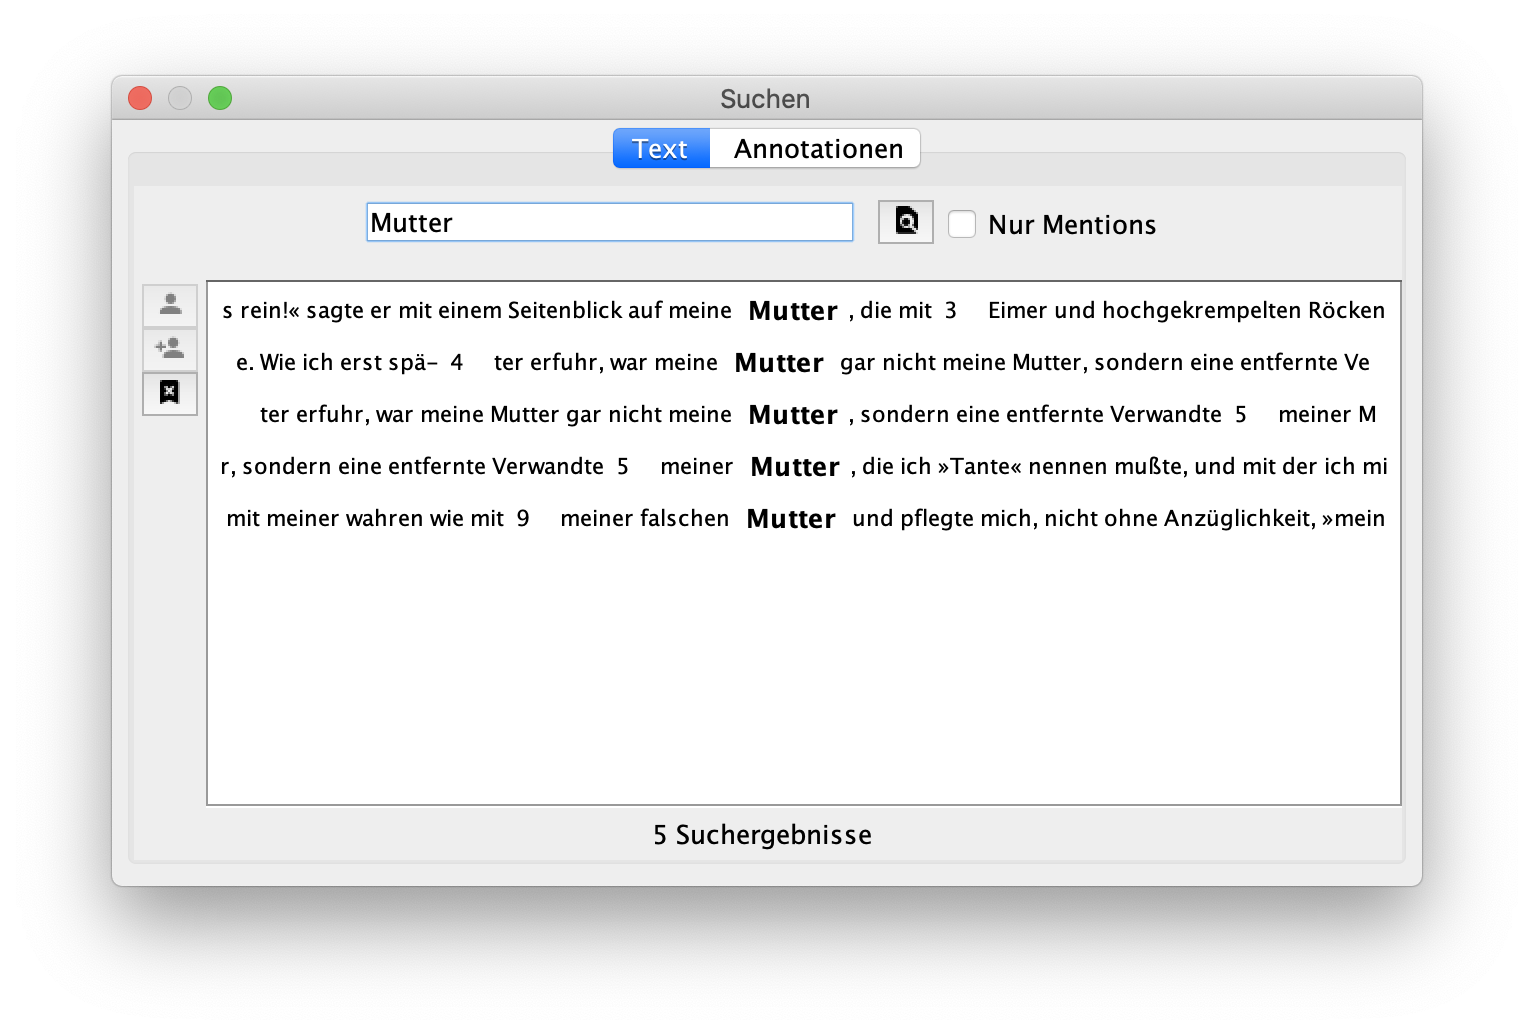 Suchen
Text Annotationen
Mutter Nur Mentions
s rein!« sagte er mit einem Seitenblick auf meine Mutter , die mit 3 Eimer und hochgekrempelten Röcken
e. Wie ich erst spä– 4 ter erfuhr, war meine Mutter gar nicht meine Mutter, sondern eine entfernte Ve
ter erfuhr, war meine Mutter gar nicht meine Mutter , sondern eine entfernte Verwandte 5 meiner M
r, sondern eine entfernte Verwandte 5 meiner Mutter , die ich »Tante« nennen mußte, und mit der ich mi
mit meiner wahren wie mit 9 meiner falschen Mutter und pflegte mich, nicht ohne Anzüglichkeit, »mein
5 Suchergebnisse